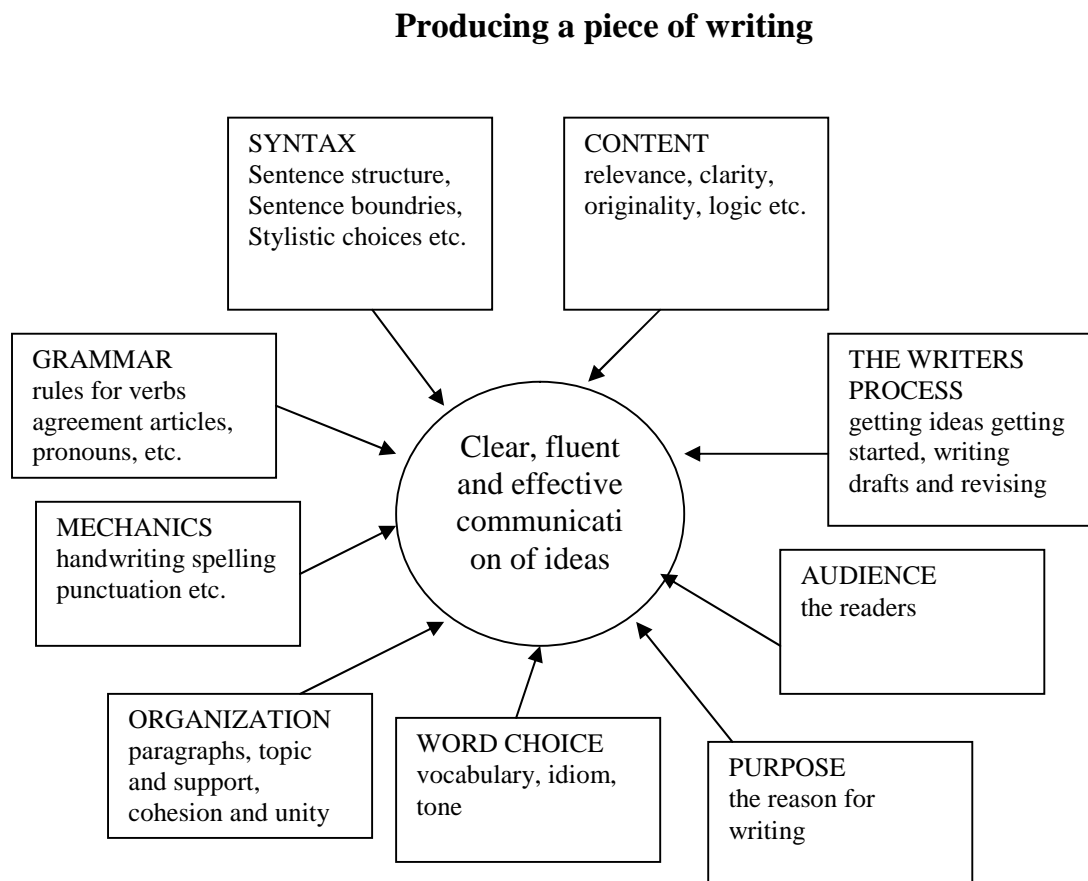 Producing a piece of writing
SYNTAX
Sentence structure,
Sentence boundries,
Stylistic choices etc.
CONTENT
relevance, clarity,
originality, logic etc.
GRAMMAR
rules for verbs
agreement articles,
pronouns, etc.
THE WRITERS
PROCESS
getting ideas getting
started, writing
drafts and revising
Clear, fluent
and effective
communicati
on of ideas
MECHANICS
handwriting spelling
punctuation etc.
AUDIENCE
the readers
ORGANIZATION
paragraphs, topic
and support,
cohesion and unity
WORD CHOICE
vocabulary, idiom,
tone
PURPOSE
the reason for
writing